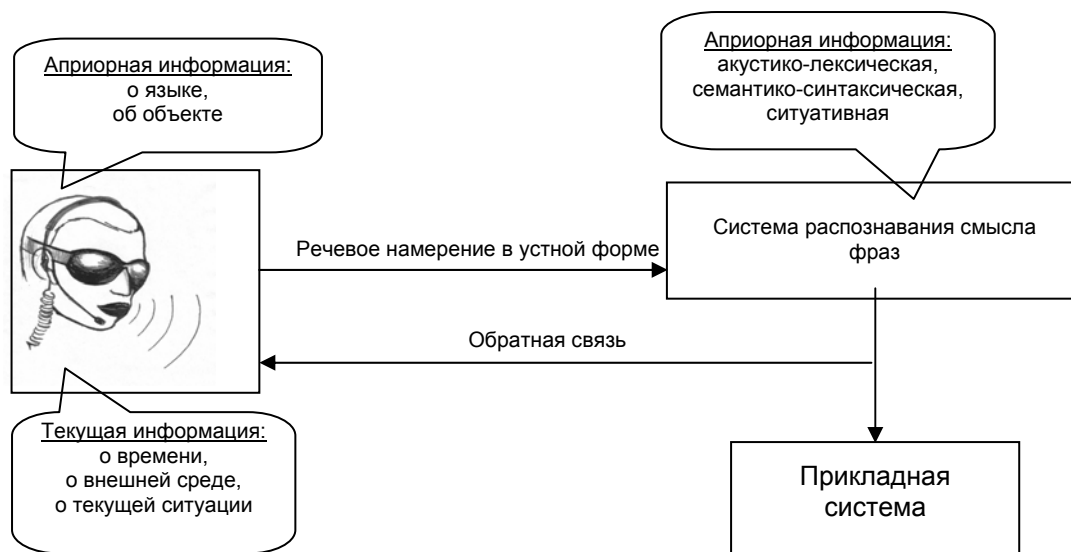 Априорная информация:
о языке,
об объекте
Априорная информация:
акустико-лексическая,
семантико-синтаксическая,
ситуативная
Речевое намерение в устной форме
Система распознавания смысла
фраз
Обратная связь
Текущая информация:
о времени,
о внешней среде,
о текущей ситуации
Прикладная
система